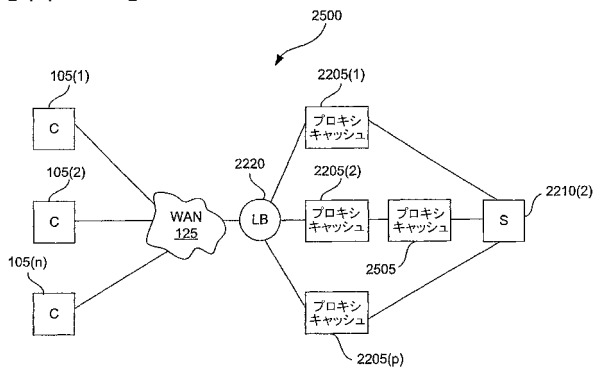 2500
105(1)
C
2205(1)
プロキシ
キャッシュ
105(2)
C
WAN
125
2220
LB
2205(2)
プロキシ
キャッシュ
プロキシ
キャッシュ
2505
2210(2)
S
105(n)
C
プロキシ
キャッシュ
2205(p)